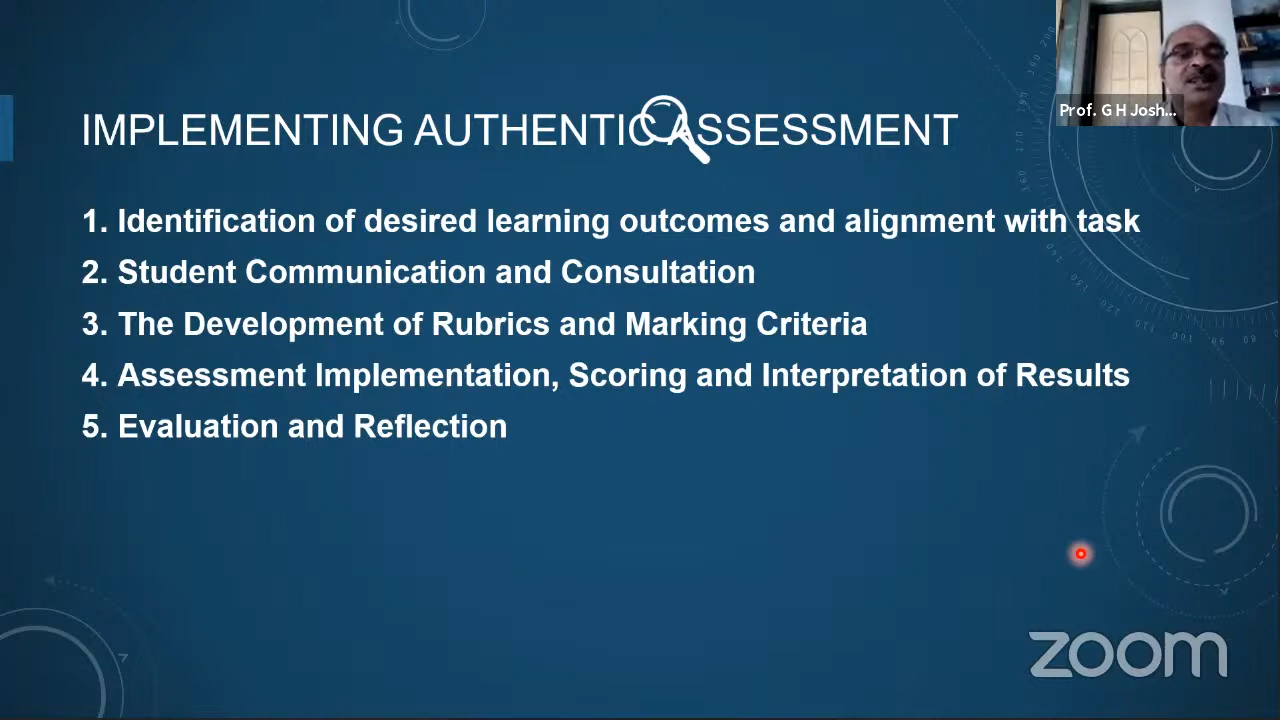 Prof. G H Josh...
IMPLEMENTING AUTHENTIC ASSESSMENT
1. Identification of desired learning outcomes and alignment with task
2. Student Communication and Consultation
3. The Development of Rubrics and Marking Criteria
4. Assessment Implementation, Scoring and Interpretation of Results
5. Evaluation and Reflection
zoom